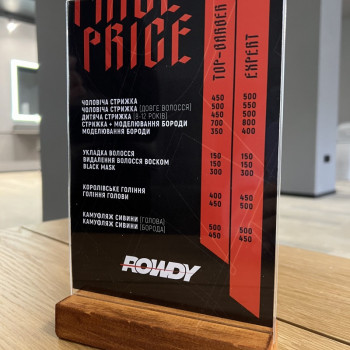 PRICE
PRICE
TOP-BARBER
EXPERT
ЧОЛОВІЧА СТРИЖКА 450 500
ЧОЛОВІЧА СТРИЖКА (ДОВГЕ ВОЛОССЯ) 500 550
ДИТЯЧА СТРИЖКА (8-12 РОКІВ) 450 500
СТРИЖКА + МОДЕЛЮВАННЯ БОРОДИ 700 800
МОДЕЛЮВАННЯ БОРОДИ 350 400
УКЛАДКА ВОЛОССЯ 150 150
ВИДАЛЕННЯ ВОЛОССЯ ВОСКОМ 150 150
BLACK MASK 300 300
КОРОЛІВСЬКЕ ГОЛІННЯ 400 450
ГОЛІННЯ ГОЛОВИ 450 500
КАМУФЛЯЖ СИВИНИ (ГОЛОВА) 500 500
КАМУФЛЯЖ СИВИНИ (БОРОДА) 450 450
ROWDY